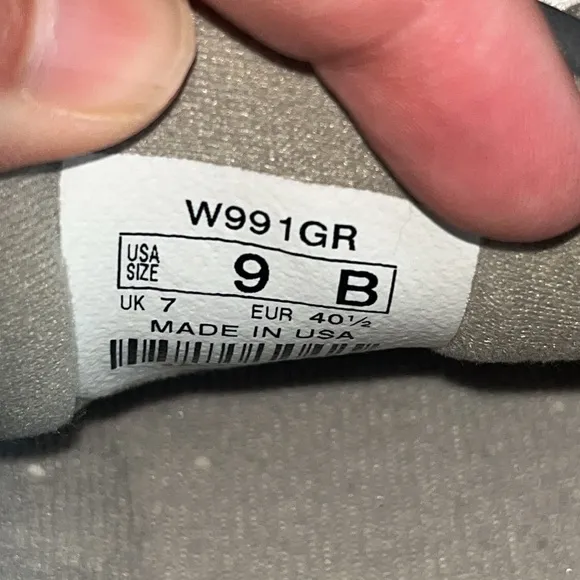 W991GR
USA SIZE 9 B
UK 7 EUR 40½
MADE IN USA